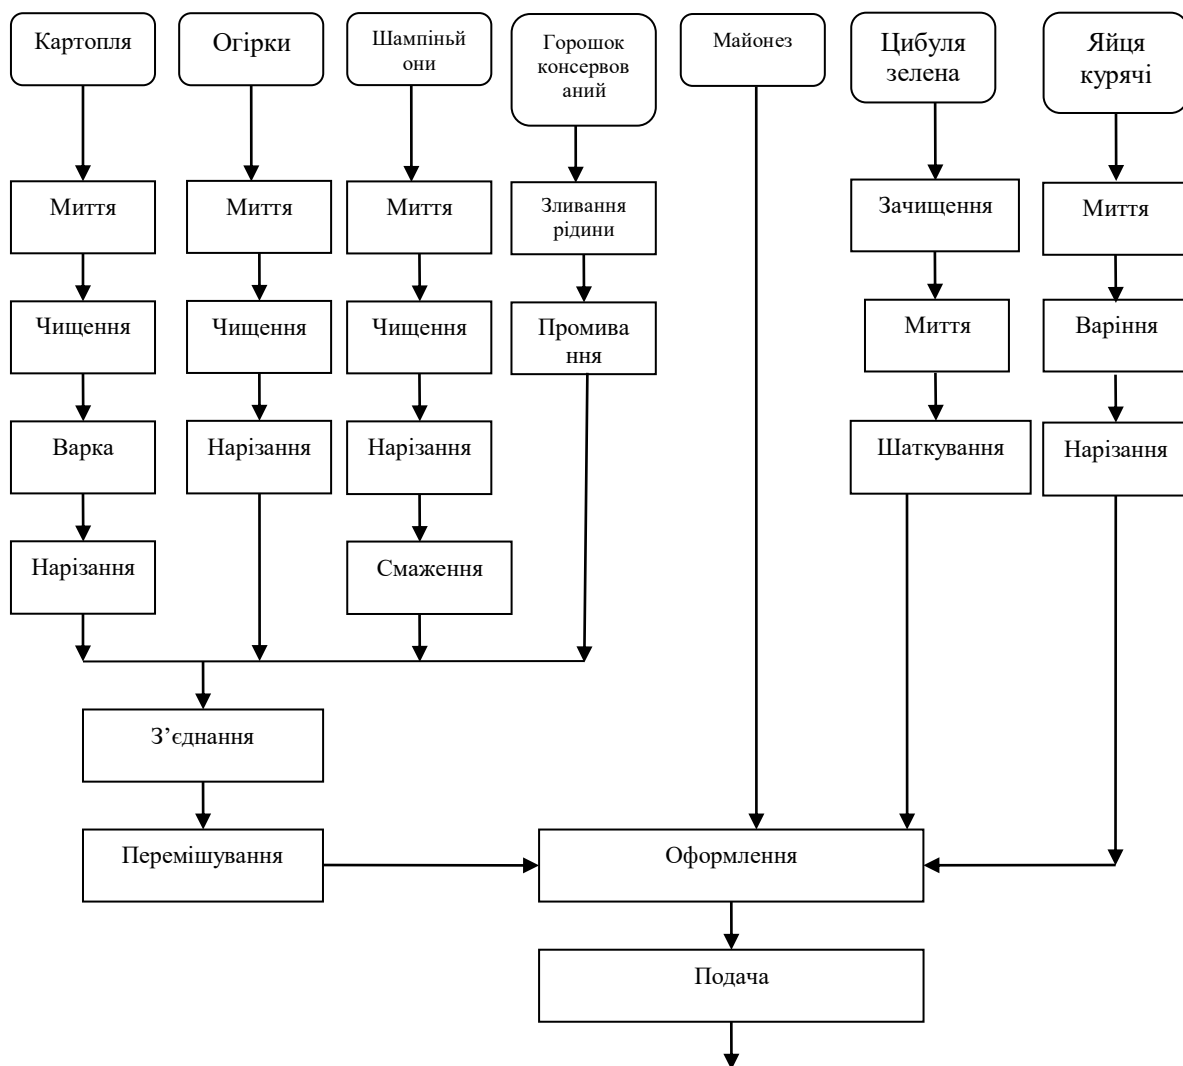 Картопля
Огірки
Шампіньй
они
Горошок
консервов
аний
Майонез
Цибуля
зелена
Яйця
курячі
Миття
Миття
Миття
Зливання
рідини
Зачищення
Миття
Чищення
Чищення
Чищення
Промива
ння
Миття
Варіння
Варка
Нарізання
Нарізання
Шаткування
Нарізання
Нарізання
Смаження
З’єднання
Перемішування
Оформлення
Подача